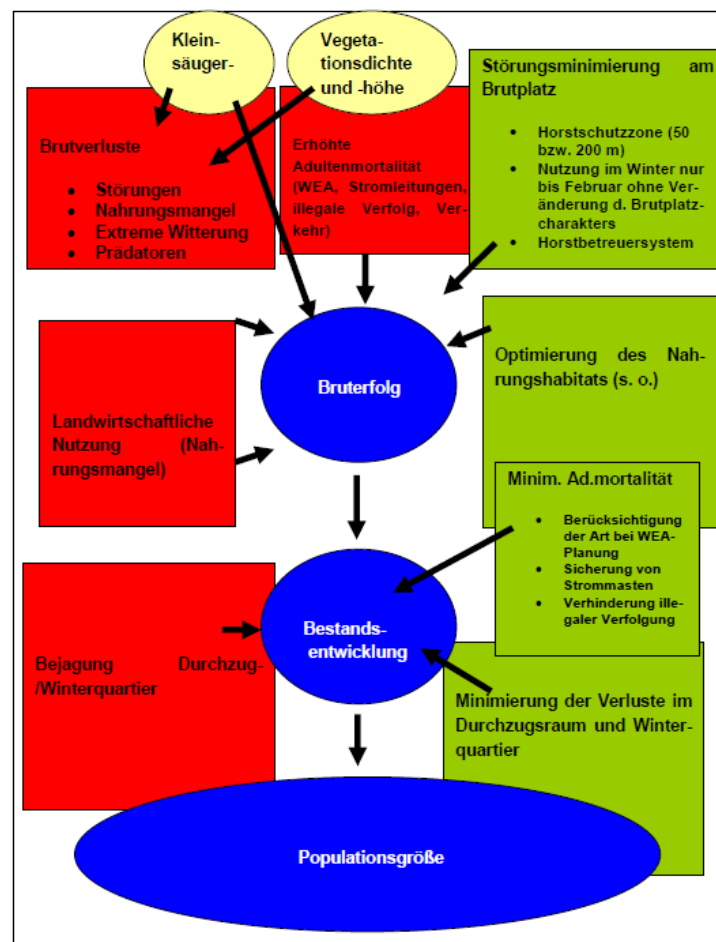 Klein-
säuger-
Vegeta-
tionsdichte
und -höhe
Störungsminimierung am
Brutplatz
• Horstschutzzone (50
bzw. 200 m)
• Nutzung im Winter nur
bis Februar ohne Ver-
änderung d. Brutplatz-
charakters
• Horstbetreuersystem
Brutverluste
• Störungen
• Nahrungsmangel
• Extreme Witterung
• Prädatoren
Erhöhte
Adultenmortalität
(WEA, Stromleitungen,
illegale Verfolg, Ver-
kehr)
Bruterfolg
Optimierung des Nah-
rungshabitats (s. o.)
Landwirtschaftliche
Nutzung (Nah-
rungsmangel)
Minim. Ad.mortalität
• Berücksichtigung
der Art bei WEA-
Planung
• Sicherung von
Strommasten
• Verhinderung ille-
galer Verfolgung
Bestands-
entwicklung
Bejagung Durchzug-
/Winterquartier
Minimierung der Verluste im
Durchzugsraum und Winter-
quartier
Populationsgröße